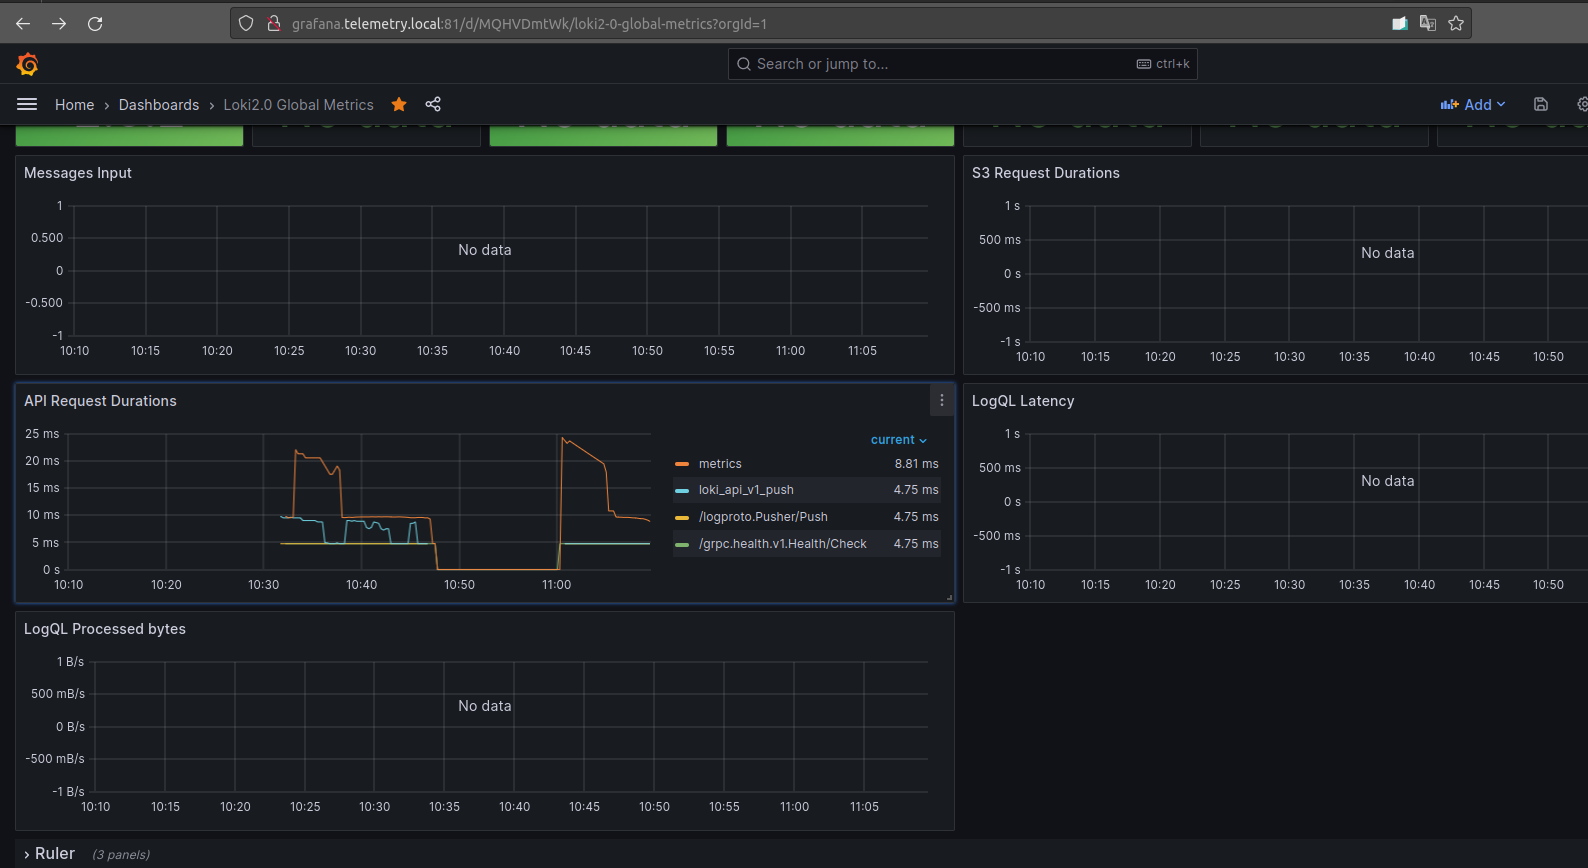 grafana.telemetry.local:81/d/MQHVDmtWk/loki2-0-global-metrics?orgId=1
Search or jump to...
ctrl+k
Home › Dashboards › Loki2.0 Global Metrics
Add
No data
No data
No data
No data
No data
Messages Input
1
0.500
0
-0.500
-1
No data
10:10 10:15 10:20 10:25 10:30 10:35 10:40 10:45 10:50 10:55 11:00 11:05
S3 Request Durations
1 s
500 ms
0 s
-500 ms
-1 s
No data
10:10 10:15 10:20 10:25 10:30 10:35 10:40 10:45 10:50
API Request Durations
25 ms
20 ms
15 ms
10 ms
5 ms
0 s
10:10 10:20 10:30 10:40 10:50 11:00
current
metrics 8.81 ms
loki_api_v1_push 4.75 ms
/logproto.Pusher/Push 4.75 ms
/grpc.health.v1.Health/Check 4.75 ms
LogQL Latency
1 s
500 ms
0 s
-500 ms
-1 s
No data
10:10 10:15 10:20 10:25 10:30 10:35 10:40 10:45 10:50
LogQL Processed bytes
1 B/s
500 mB/s
0 B/s
-500 mB/s
-1 B/s
No data
10:10 10:15 10:20 10:25 10:30 10:35 10:40 10:45 10:50 10:55 11:00 11:05
› Ruler (3 panels)